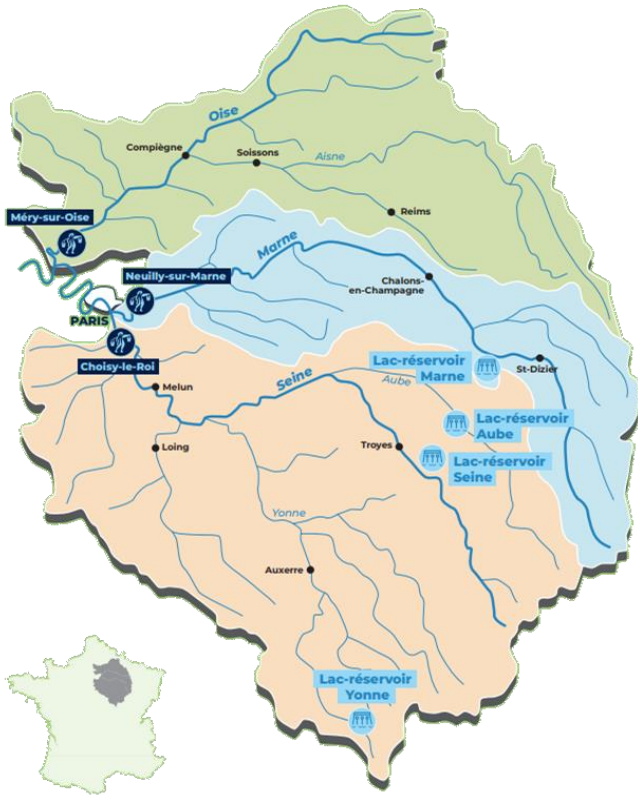 Oise
Compiègne
Soissons
Aisne
Reims
Méry-sur-Oise
Marne
Neuilly-sur-Marne
Chalons-
en-Champagne
PARIS
Choisy-le-Roi
Lac-réservoir
Marne
St-Dizier
Seine
Aube
Melun
Lac-réservoir
Aube
Troyes
Loing
Lac-réservoir
Seine
Yonne
Auxerre
Lac-réservoir
Yonne